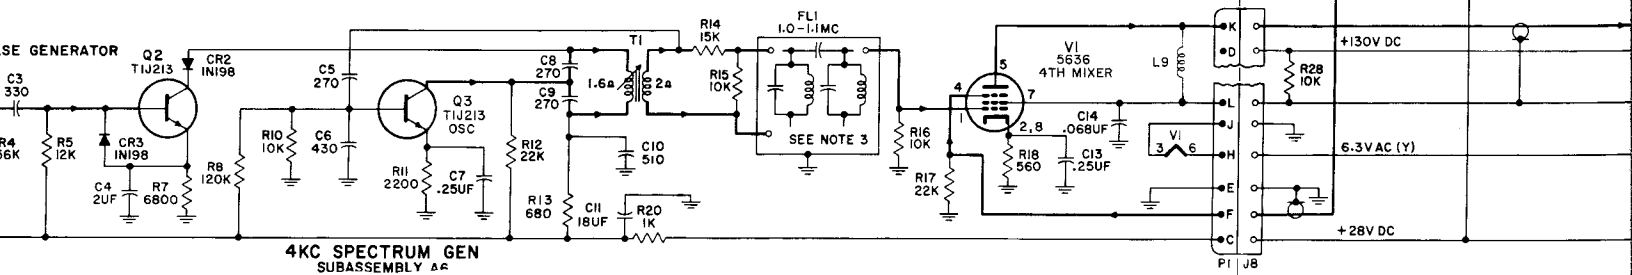 SE GENERATOR
C3
330
R4
56K
R5
12K
CR3
1N198
C4
2UF
R7
6800
Q2
TIJ213
CR2
1N198
R8
120K
R10
10K
C5
270
C6
430
Q3
TIJ213
OSC
R11
2200
C7
.25UF
R12
22K
C8
270
C9
270
T1
1.6Ω
2Ω
C10
510
R13
680
C11
18UF
R20
1K
R14
15K
R15
10K
FL1
1.0-1.1MC
SEE NOTE 3
R16
10K
R17
22K
4
1
5
7
2,8
V1
5636
4TH MIXER
R18
560
C13
.25UF
C14
.068UF
L9
V1
3 6
K
D
L
J
H
E
F
C
P1 J8
+130V DC
R28
10K
6.3VAC (Y)
+28V DC
4KC SPECTRUM GEN
SUBASSEMBLY A6